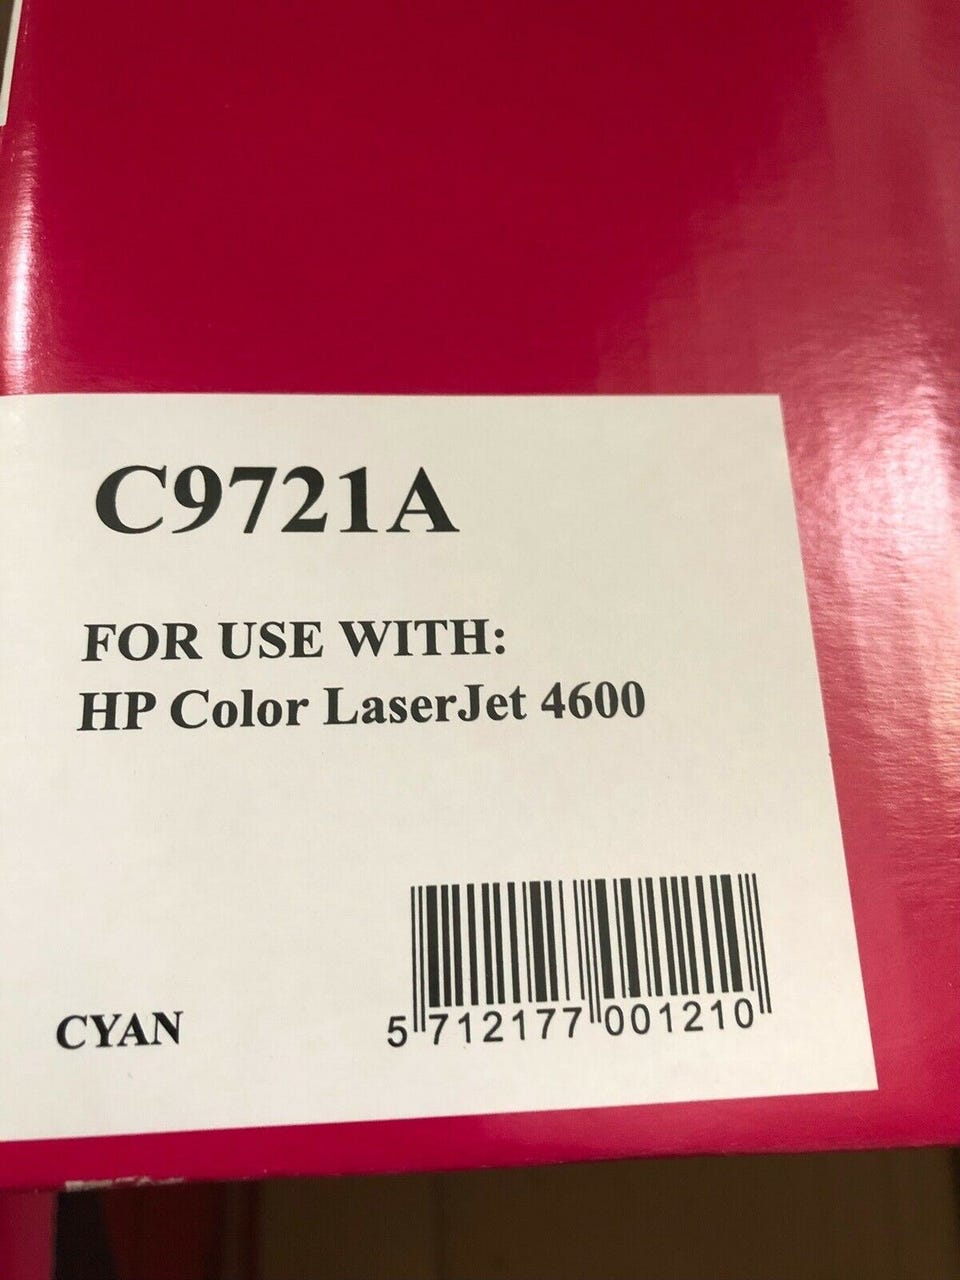 C9721A
FOR USE WITH:
HP Color LaserJet 4600
CYAN
5 712177 001210